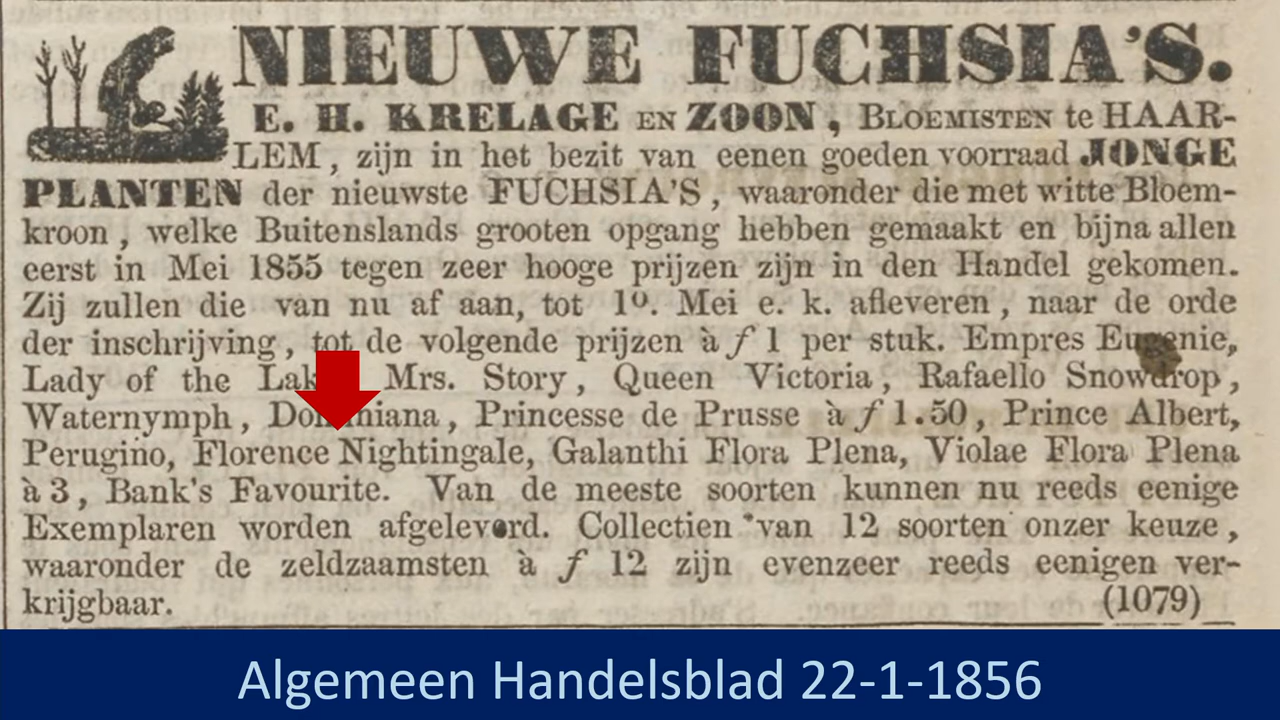 NIEUWE FUCHSIA'S.
E. H. KRELAGE EN ZOON, BLOEMISTEN te HAAR-
LEM, zijn in het bezit van eenen goeden voorraad JONGE
PLANTEN der nieuwste FUCHSIA'S, waaronder die met witte Bloem-
kroon, welke Buitenslands grooten opgang hebben gemaakt en bijna allen
eerst in Mei 1855 tegen zeer hooge prijzen zijn in den Handel gekomen.
Zij zullen die van nu af aan, tot 1º. Mei e. k. afleveren, naar de orde
der inschrijving, tot de volgende prijzen à f 1 per stuk. Empres Eugenie,
Lady of the Mrs. Story, Queen Victoria, Rafaello Snowdrop,
Waternymph, Princesse de Prusse à f 1.50, Prince Albert,
Perugino, Florence Nightingale, Galanthi Flora Plena, Violae Flora Plena
à 3, Bank's Favourite. Van de meeste soorten kunnen nu reeds eenige
Exemplaren worden afgeleverd. Collectien van 12 soorten onzer keuze,
waaronder de zeldzaamsten à f 12 zijn evenzeer reeds eenigen ver-
krijgbaar. (1079)
Algemeen Handelsblad 22-1-1856